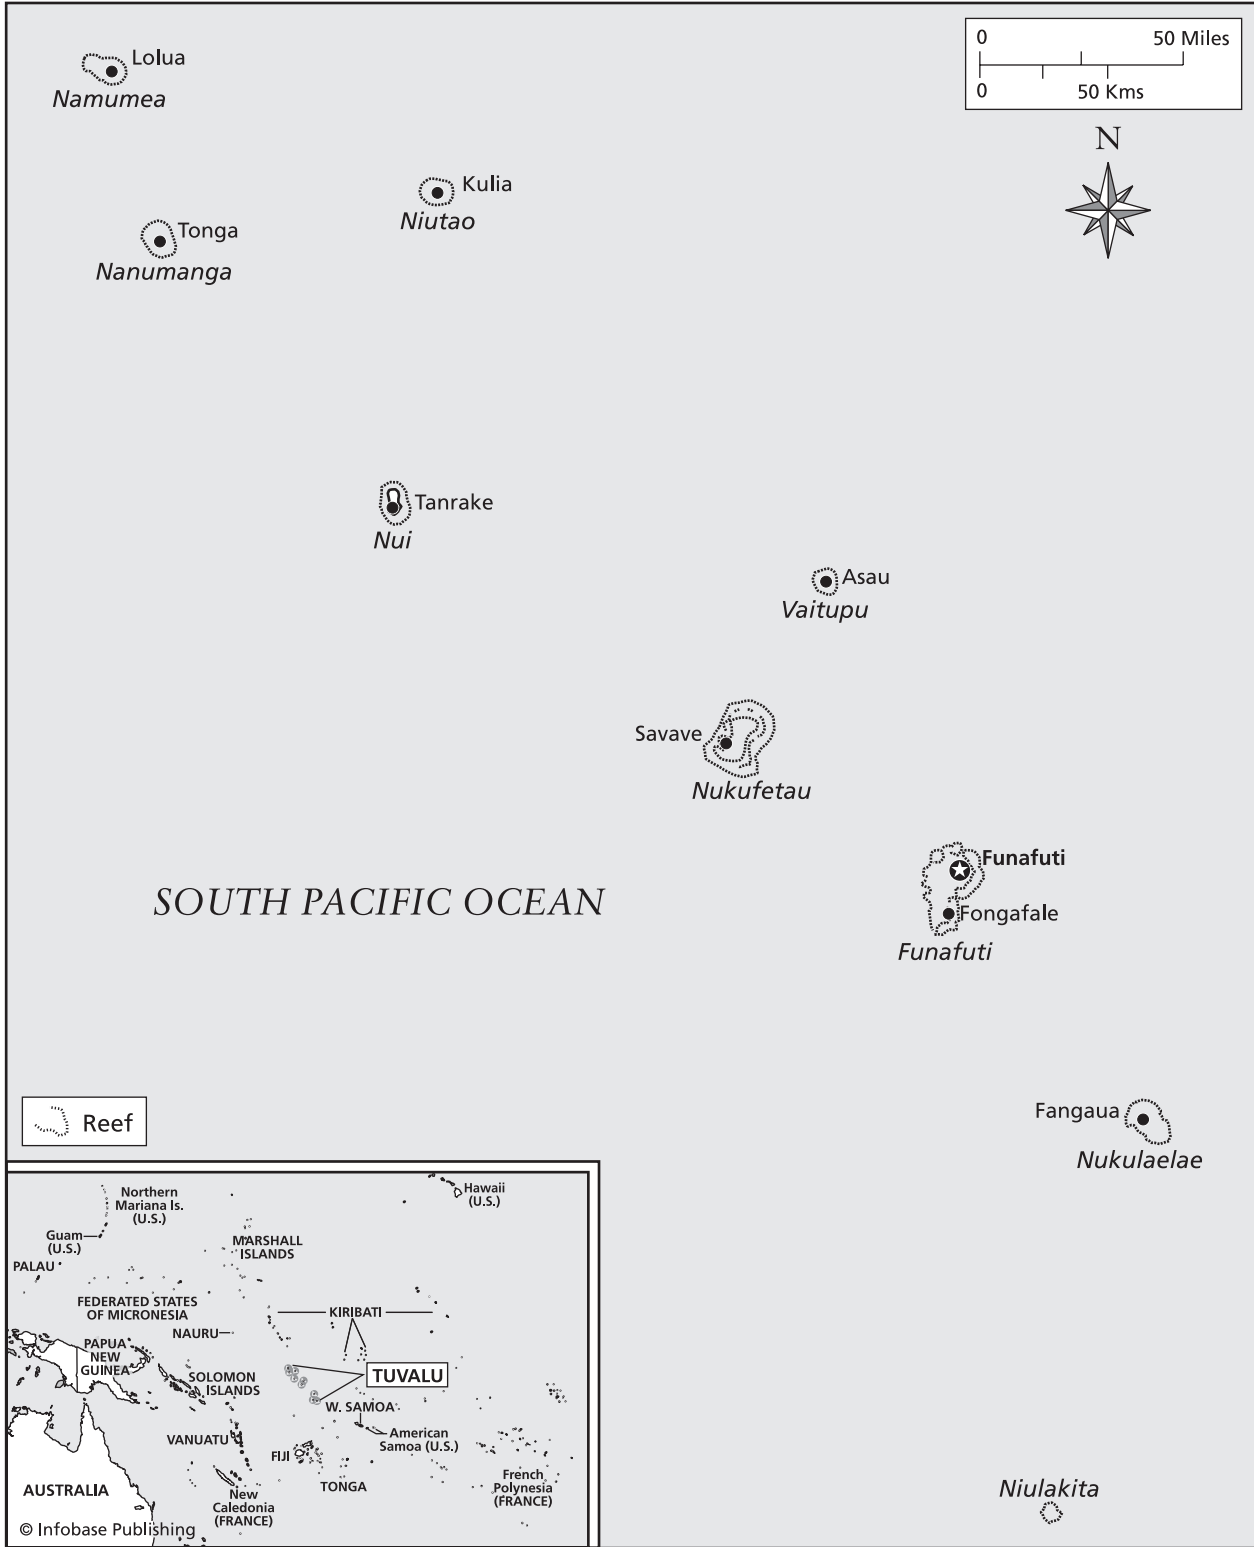 0 50 Miles
0 50 Kms
N
Lolua
Namumea
Kulia
Niutao
Tonga
Nanumanga
Tanrake
Nui
Asau
Vaitupu
Savave
Nukufetau
Funafuti
Fongafale
Funafuti
SOUTH PACIFIC OCEAN
Reef
Fangaua
Nukulaelae
Niulakita
Northern
Mariana Is.
(U.S.)
Hawaii
(U.S.)
Guam
(U.S.)
MARSHALL
ISLANDS
PALAU
FEDERATED STATES
OF MICRONESIA
KIRIBATI
NAURU
PAPUA
NEW
GUINEA
TUVALU
SOLOMON
ISLANDS
W. SAMOA
American
Samoa (U.S.)
VANUATU
FIJI
TONGA
French
Polynesia
(FRANCE)
AUSTRALIA
New
Caledonia
(FRANCE)
© Infobase Publishing